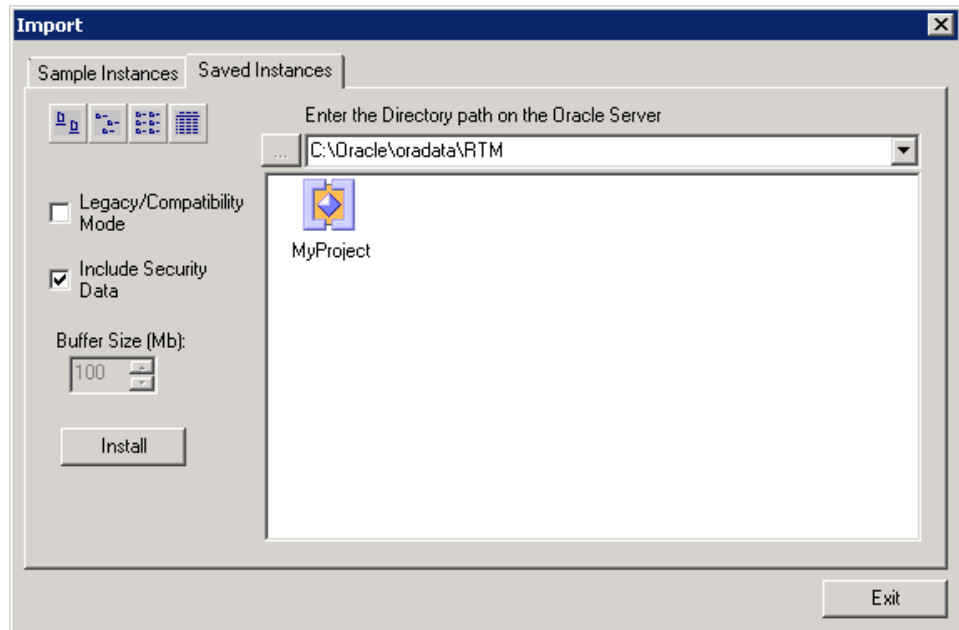 Import
Sample Instances
Saved Instances
Enter the Directory path on the Oracle Server
...
C:\Oracle\oradata\RTM
Legacy/Compatibility
Mode
Include Security
Data
Buffer Size (Mb):
100
Install
MyProject
Exit